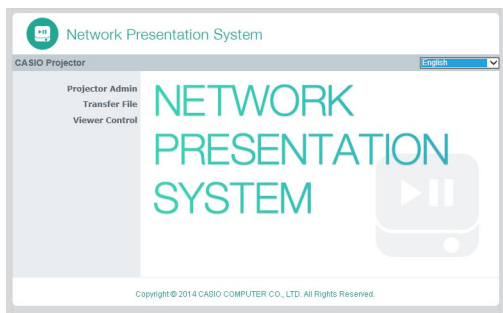 Network Presentation System
CASIO Projector
English
Projector Admin
Transfer File
Viewer Control
NETWORK
PRESENTATION
SYSTEM
Copyright © 2014 CASIO COMPUTER CO., LTD. All Rights Reserved.